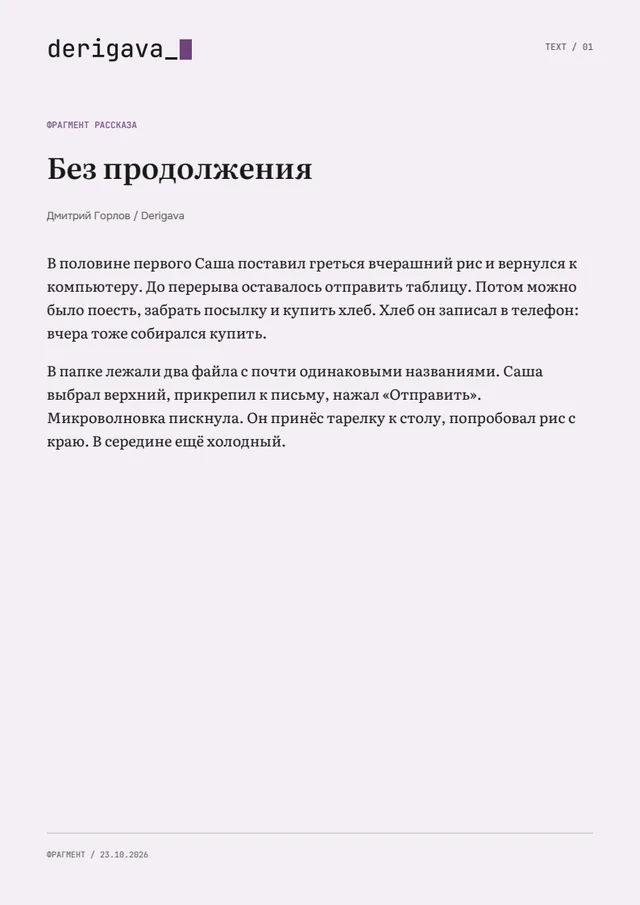 derigava_
TEXT / 01
ФРАГМЕНТ РАССКАЗА
Без продолжения
Дмитрий Горлов / Derigava
В половине первого Саша поставил греться вчерашний рис и вернулся к
компьютеру. До перерыва оставалось отправить таблицу. Потом можно
было поесть, забрать посылку и купить хлеб. Хлеб он записал в телефон:
вчера тоже собирался купить.
В папке лежали два файла с почти одинаковыми названиями. Саша
выбрал верхний, прикрепил к письму, нажал «Отправить».
Микроволновка пискнула. Он принёс тарелку к столу, попробовал рис с
краю. В середине ещё холодный.
ФРАГМЕНТ / 23.10.2026